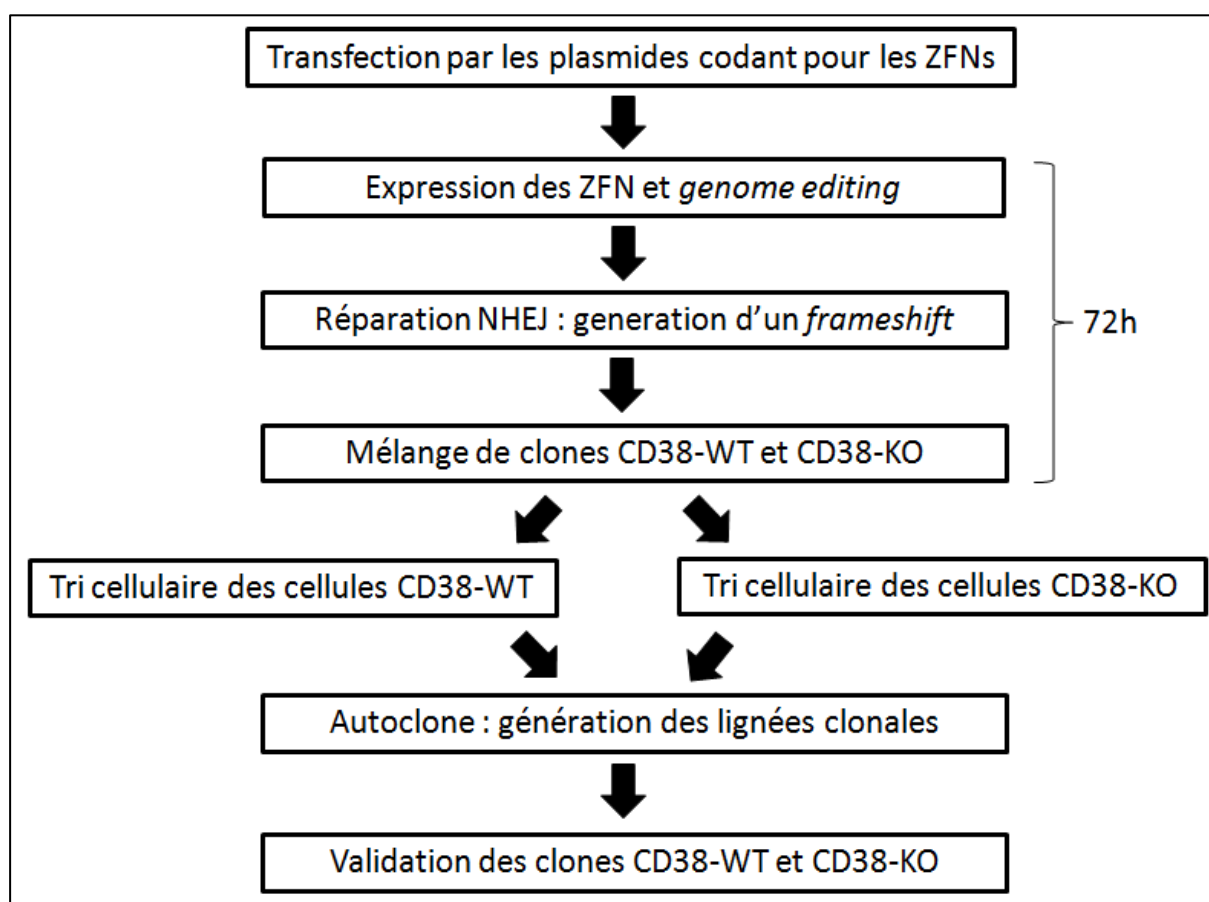 Transfection par les plasmides codant pour les ZFNs
Expression des ZFN et genome editing
Réparation NHEJ : generation d'un frameshift
72h
Mélange de clones CD38-WT et CD38-KO
Tri cellulaire des cellules CD38-WT
Tri cellulaire des cellules CD38-KO
Autoclone : génération des lignées clonales
Validation des clones CD38-WT et CD38-KO